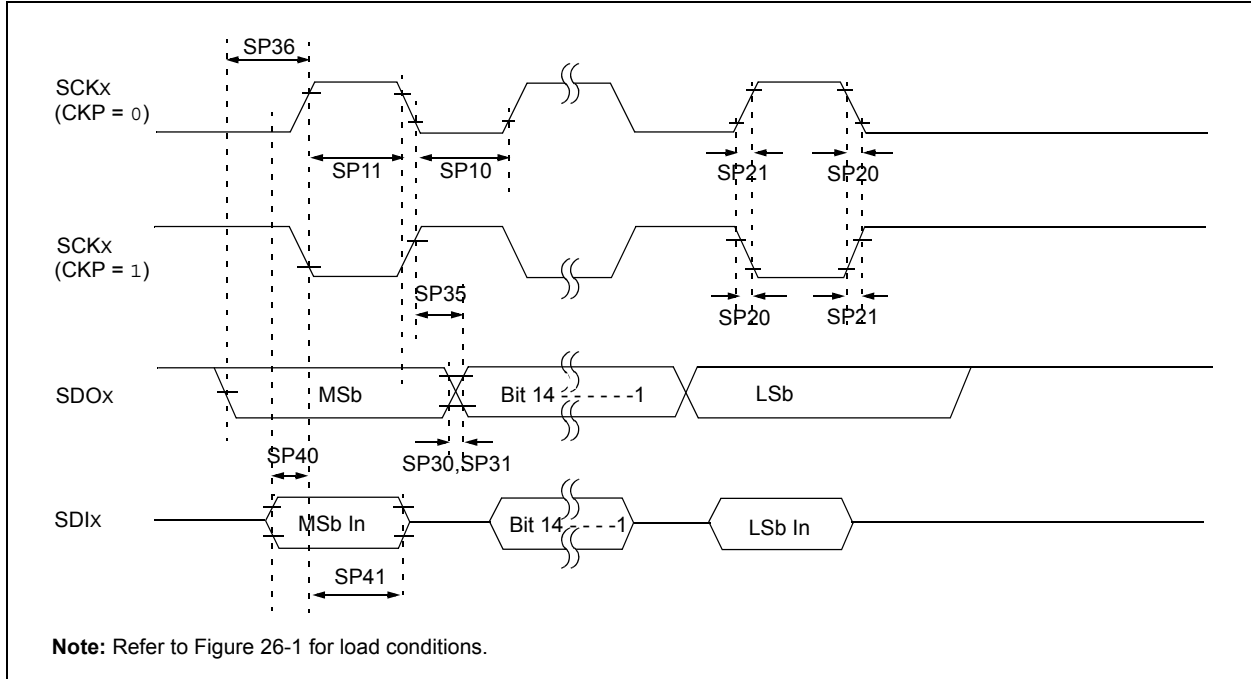 SP36
SCKx
(CKP = 0)
SP11
SP10
SP21
SP20
SCKx
(CKP = 1)
SP35
SP20
SP21
SDOx
MSb
Bit 14 - - - - - -1
LSb
SP40
SP30,SP31
SDIx
MSb In
Bit 14 - - - -1
LSb In
SP41
Note: Refer to Figure 26-1 for load conditions.